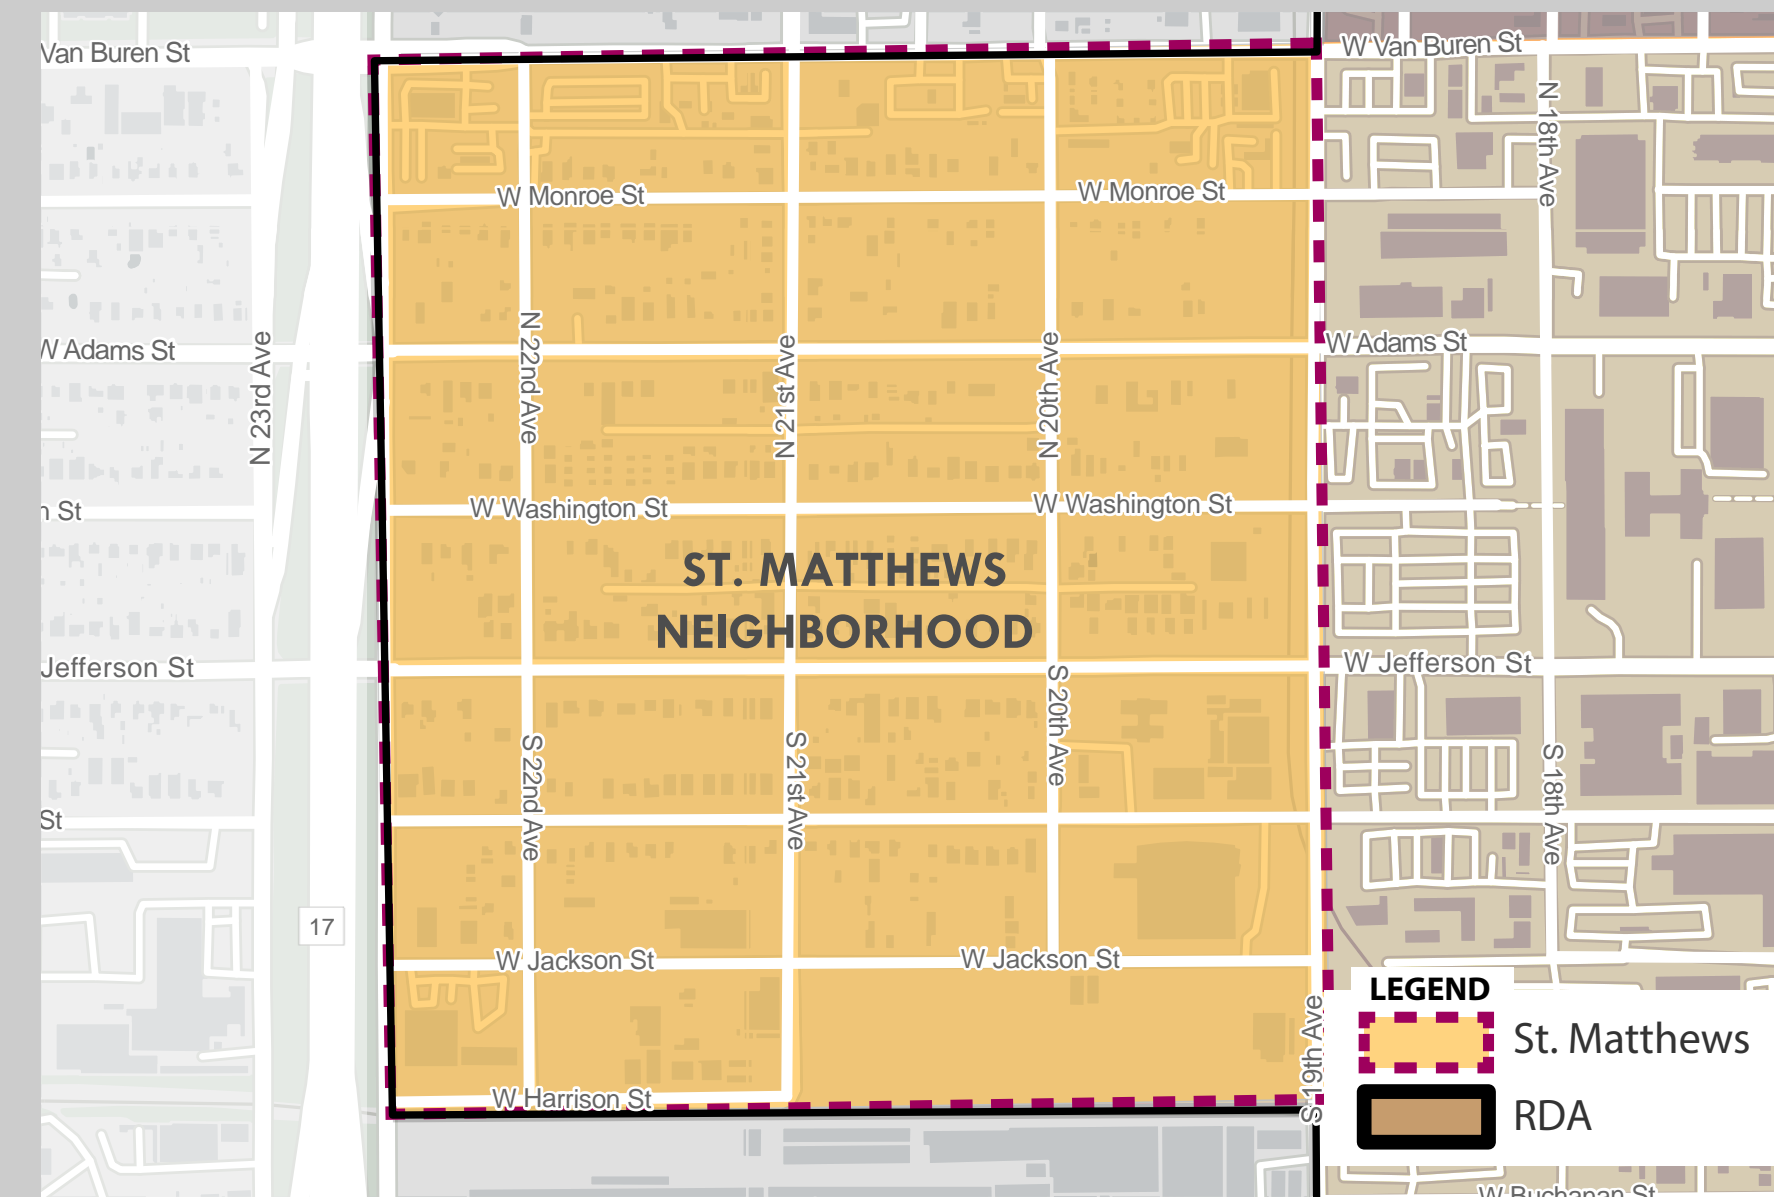 Van Buren St
W Van Buren St
N 18th Ave
W Monroe St
W Monroe St
W Adams St
N 23rd Ave
N 22nd Ave
N 21st Ave
N 20th Ave
W Adams St
St
W Washington St
W Washington St
ST. MATTHEWS
NEIGHBORHOOD
Jefferson St
W Jefferson St
S 22nd Ave
S 21st Ave
S 20th Ave
S 18th Ave
St
17
W Jackson St
W Jackson St
S 19th Ave
W Harrison St
LEGEND
St. Matthews
RDA
W Buchanan St